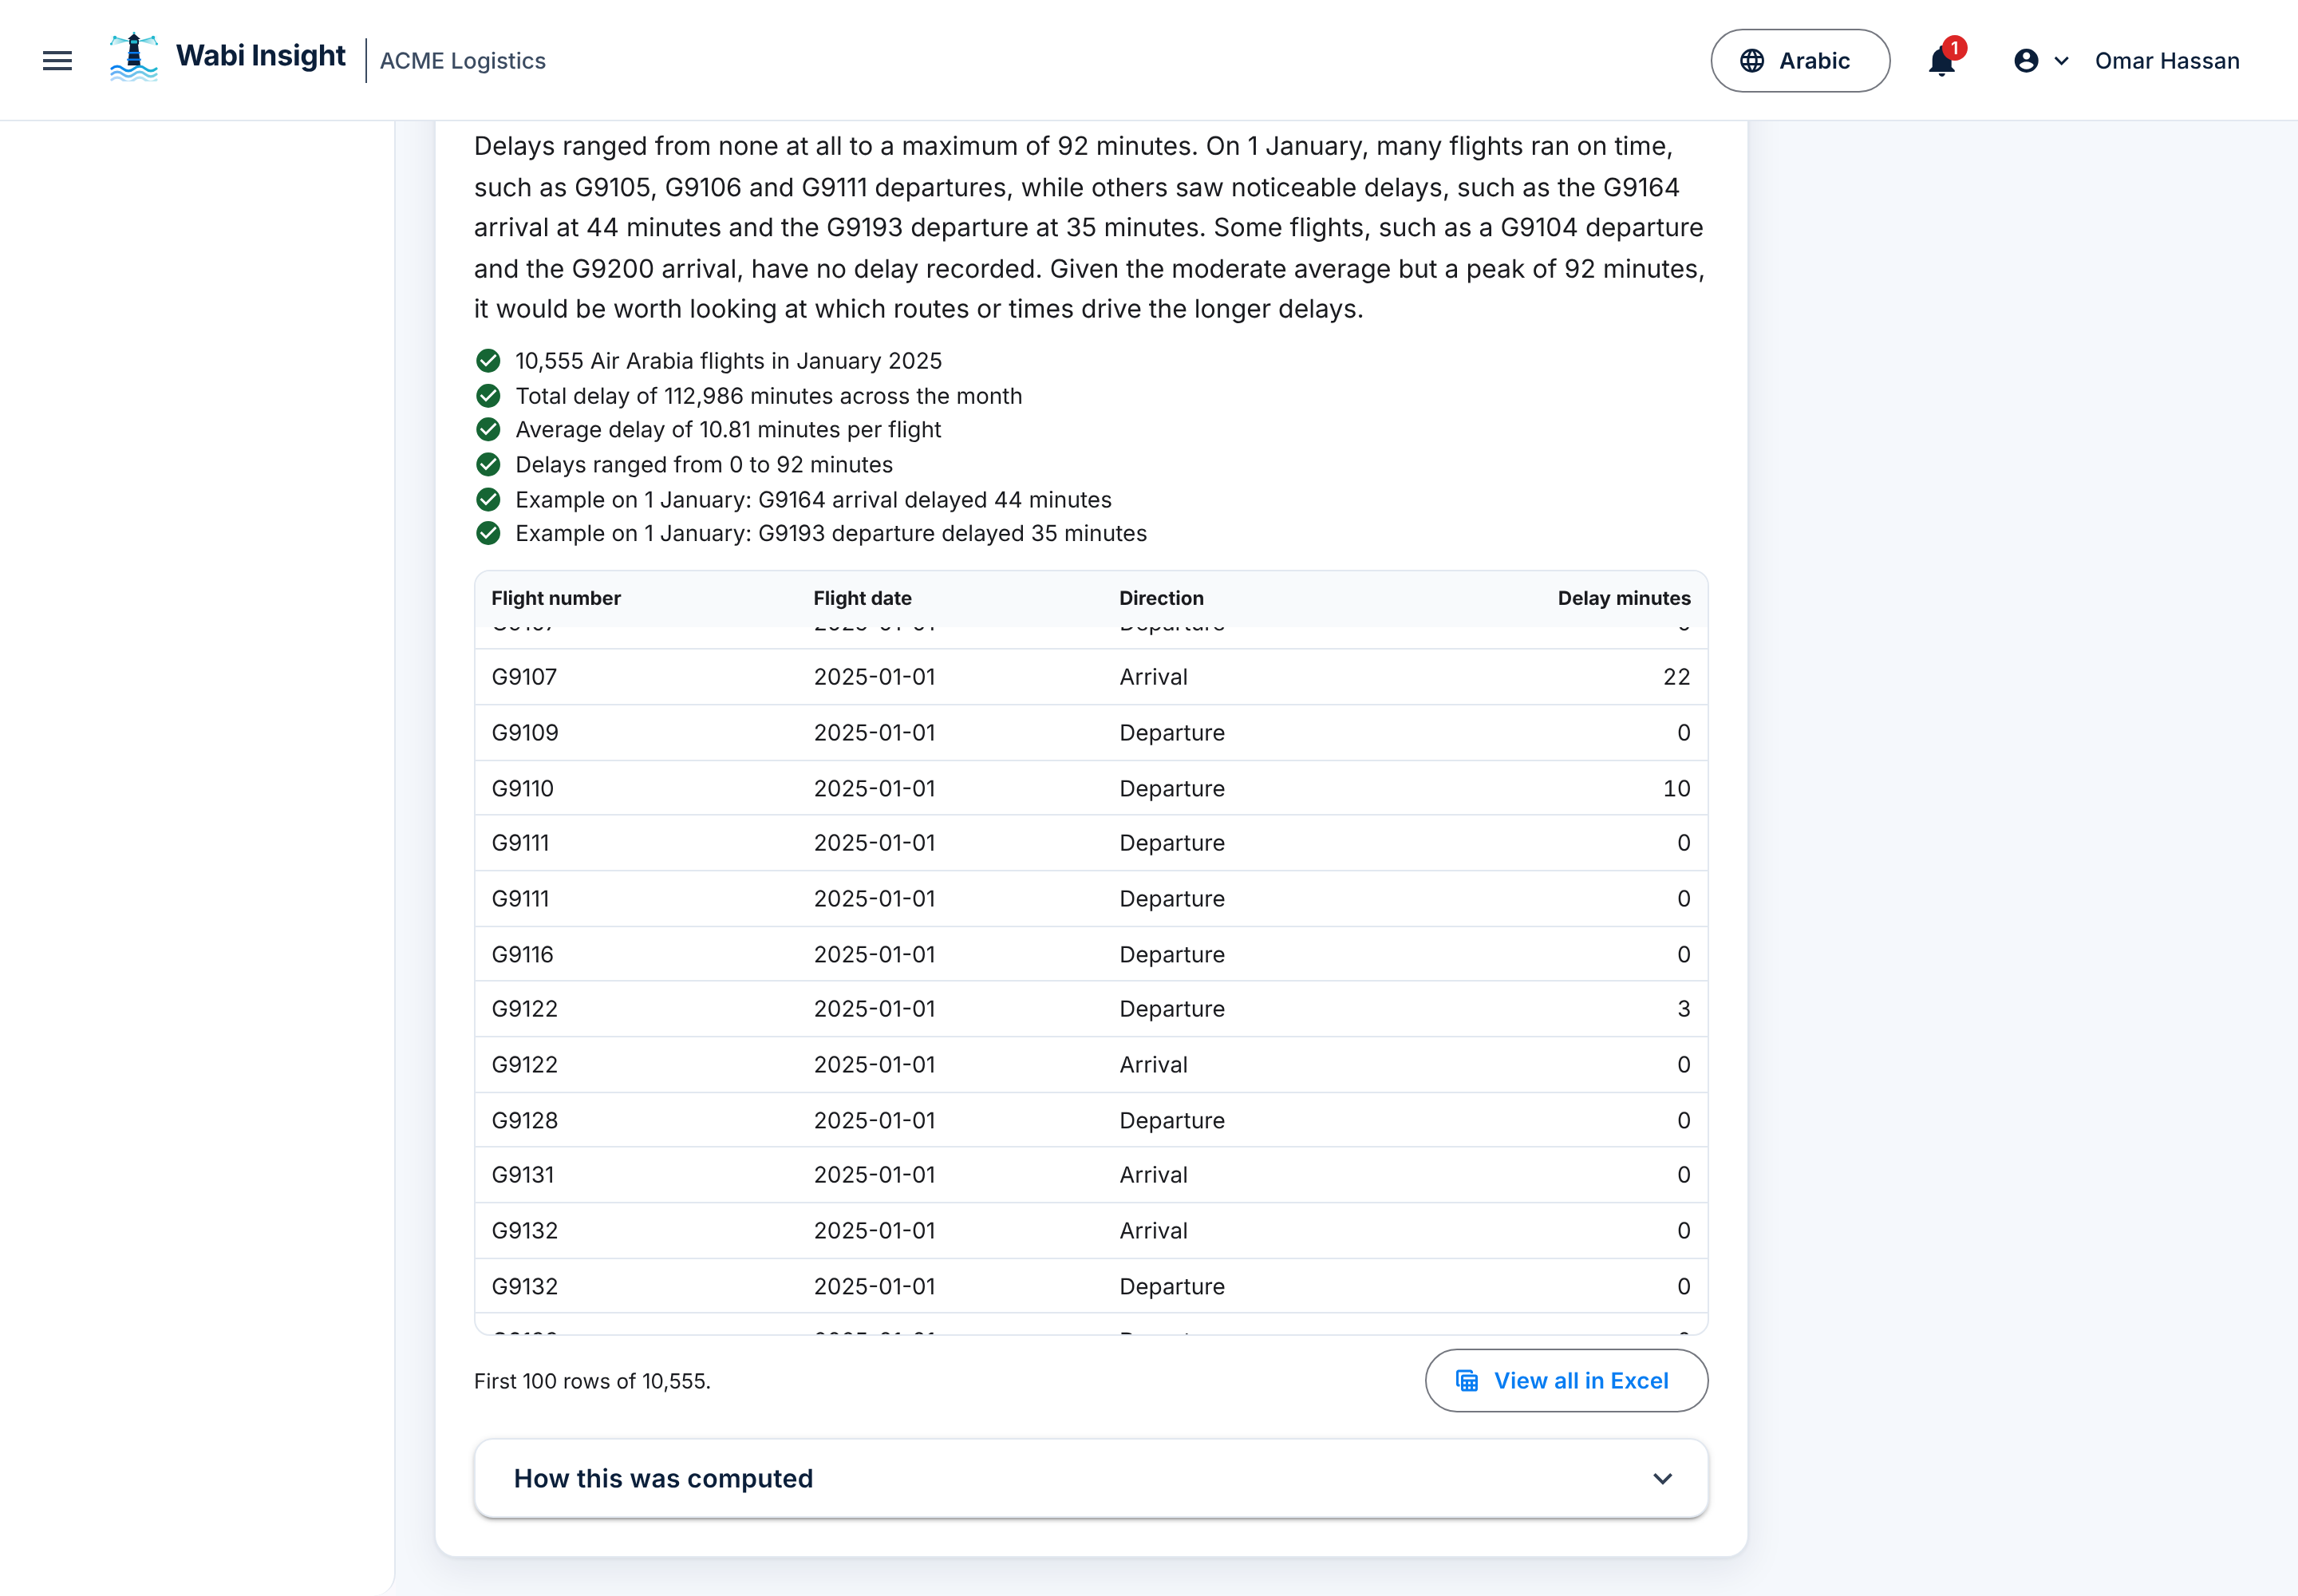 Wabi Insight
ACME Logistics
Arabic
1
Omar Hassan
Delays ranged from none at all to a maximum of 92 minutes. On 1 January, many flights ran on time,
such as G9105, G9106 and G9111 departures, while others saw noticeable delays, such as the G9164
arrival at 44 minutes and the G9193 departure at 35 minutes. Some flights, such as a G9104 departure
and the G9200 arrival, have no delay recorded. Given the moderate average but a peak of 92 minutes,
it would be worth looking at which routes or times drive the longer delays.
10,555 Air Arabia flights in January 2025
Total delay of 112,986 minutes across the month
Average delay of 10.81 minutes per flight
Delays ranged from 0 to 92 minutes
Example on 1 January: G9164 arrival delayed 44 minutes
Example on 1 January: G9193 departure delayed 35 minutes
Flight number Flight date Direction Delay minutes
G9107 2025-01-01 Arrival 22
G9109 2025-01-01 Departure 0
G9110 2025-01-01 Departure 10
G9111 2025-01-01 Departure 0
G9111 2025-01-01 Departure 0
G9116 2025-01-01 Departure 0
G9122 2025-01-01 Departure 3
G9122 2025-01-01 Arrival 0
G9128 2025-01-01 Departure 0
G9131 2025-01-01 Arrival 0
G9132 2025-01-01 Arrival 0
G9132 2025-01-01 Departure 0
First 100 rows of 10,555.
View all in Excel
How this was computed